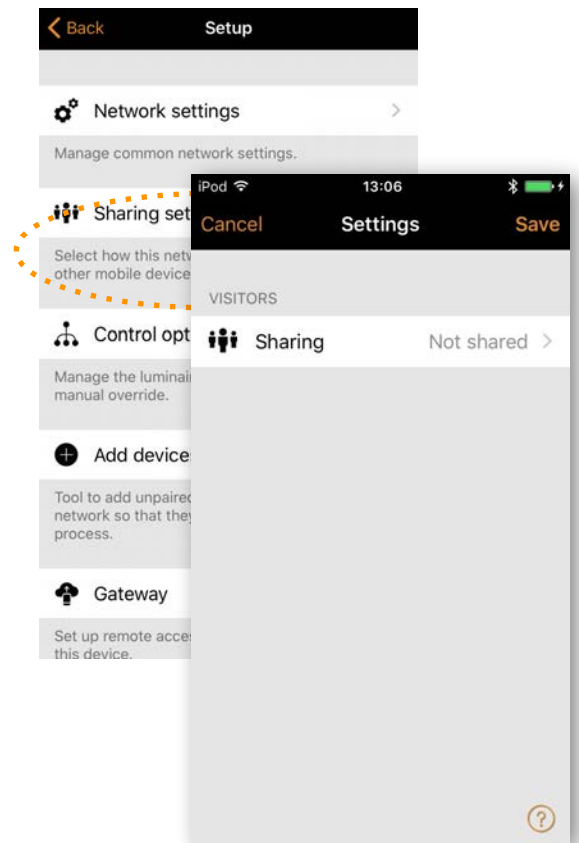 Back Setup
Network settings
Manage common network settings.
Sharing set
Select how this netw
other mobile device
Control opt
Manage the luminai
manual override.
Add device
Tool to add unpaired
network so that they
process.
Gateway
Set up remote acces
this device.
iPod 13:06
Cancel Settings Save
VISITORS
Sharing Not shared
?